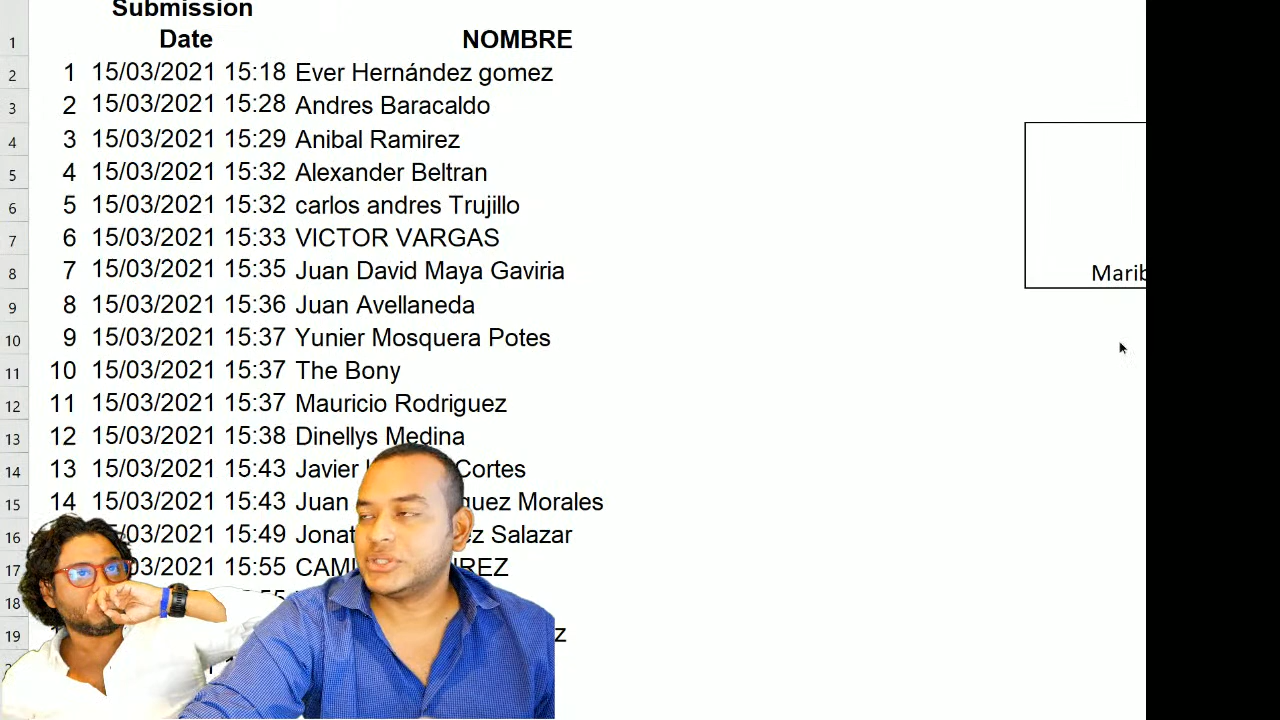 Submission
1 Date NOMBRE
2 1 15/03/2021 15:18 Ever Hernández gomez
3 2 15/03/2021 15:28 Andres Baracaldo
4 3 15/03/2021 15:29 Anibal Ramirez
5 4 15/03/2021 15:32 Alexander Beltran
6 5 15/03/2021 15:32 carlos andres Trujillo
7 6 15/03/2021 15:33 VICTOR VARGAS
8 7 15/03/2021 15:35 Juan David Maya Gaviria Marib
9 8 15/03/2021 15:36 Juan Avellaneda
10 9 15/03/2021 15:37 Yunier Mosquera Potes
11 10 15/03/2021 15:37 The Bony
12 11 15/03/2021 15:37 Mauricio Rodriguez
13 12 15/03/2021 15:38 Dinellys Medina
14 13 15/03/2021 15:43 Javier Cortes
15 14 15/03/2021 15:43 Juan Morales
16 15:49 Salazar
17 15:55
18
19